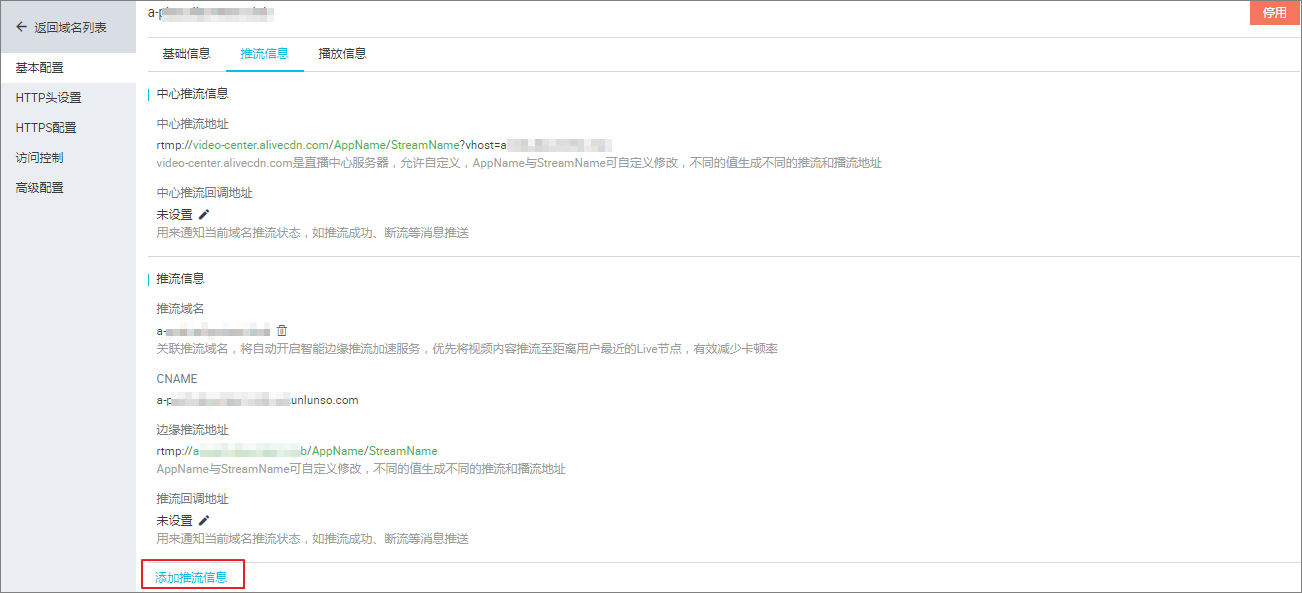 返回域名列表
基本配置
HTTP头设置
HTTPS配置
访问控制
高级配置
停用
基础信息 推流信息 播放信息
中心推流信息
中心推流地址
rtmp://video-center.alivecdn.com/AppName/StreamName?vhost=a
video-center.alivecdn.com是直播中心服务器，允许自定义，AppName与StreamName可自定义修改，不同的值生成不同的推流和播流地址
中心推流回调地址
未设置
用来通知当前域名推流状态，如推流成功、断流等消息推送
推流信息
推流域名
a-
关联推流域名，将自动开启智能边缘推流加速服务，优先将视频内容推流至距离用户最近的Live节点，有效减少卡顿率
CNAME
a-p unlunso.com
边缘推流地址
rtmp://a b/AppName/StreamName
AppName与StreamName可自定义修改，不同的值生成不同的推流和播流地址
推流回调地址
未设置
用来通知当前域名推流状态，如推流成功、断流等消息推送
添加推流信息